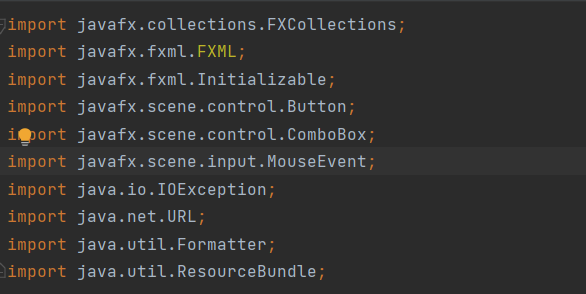 import javafx.collections.FXCollections;
import javafx.fxml.FXML;
import javafx.fxml.Initializable;
import javafx.scene.control.Button;
import javafx.scene.control.ComboBox;
import javafx.scene.input.MouseEvent;
import java.io.IOException;
import java.net.URL;
import java.util.Formatter;
import java.util.ResourceBundle;